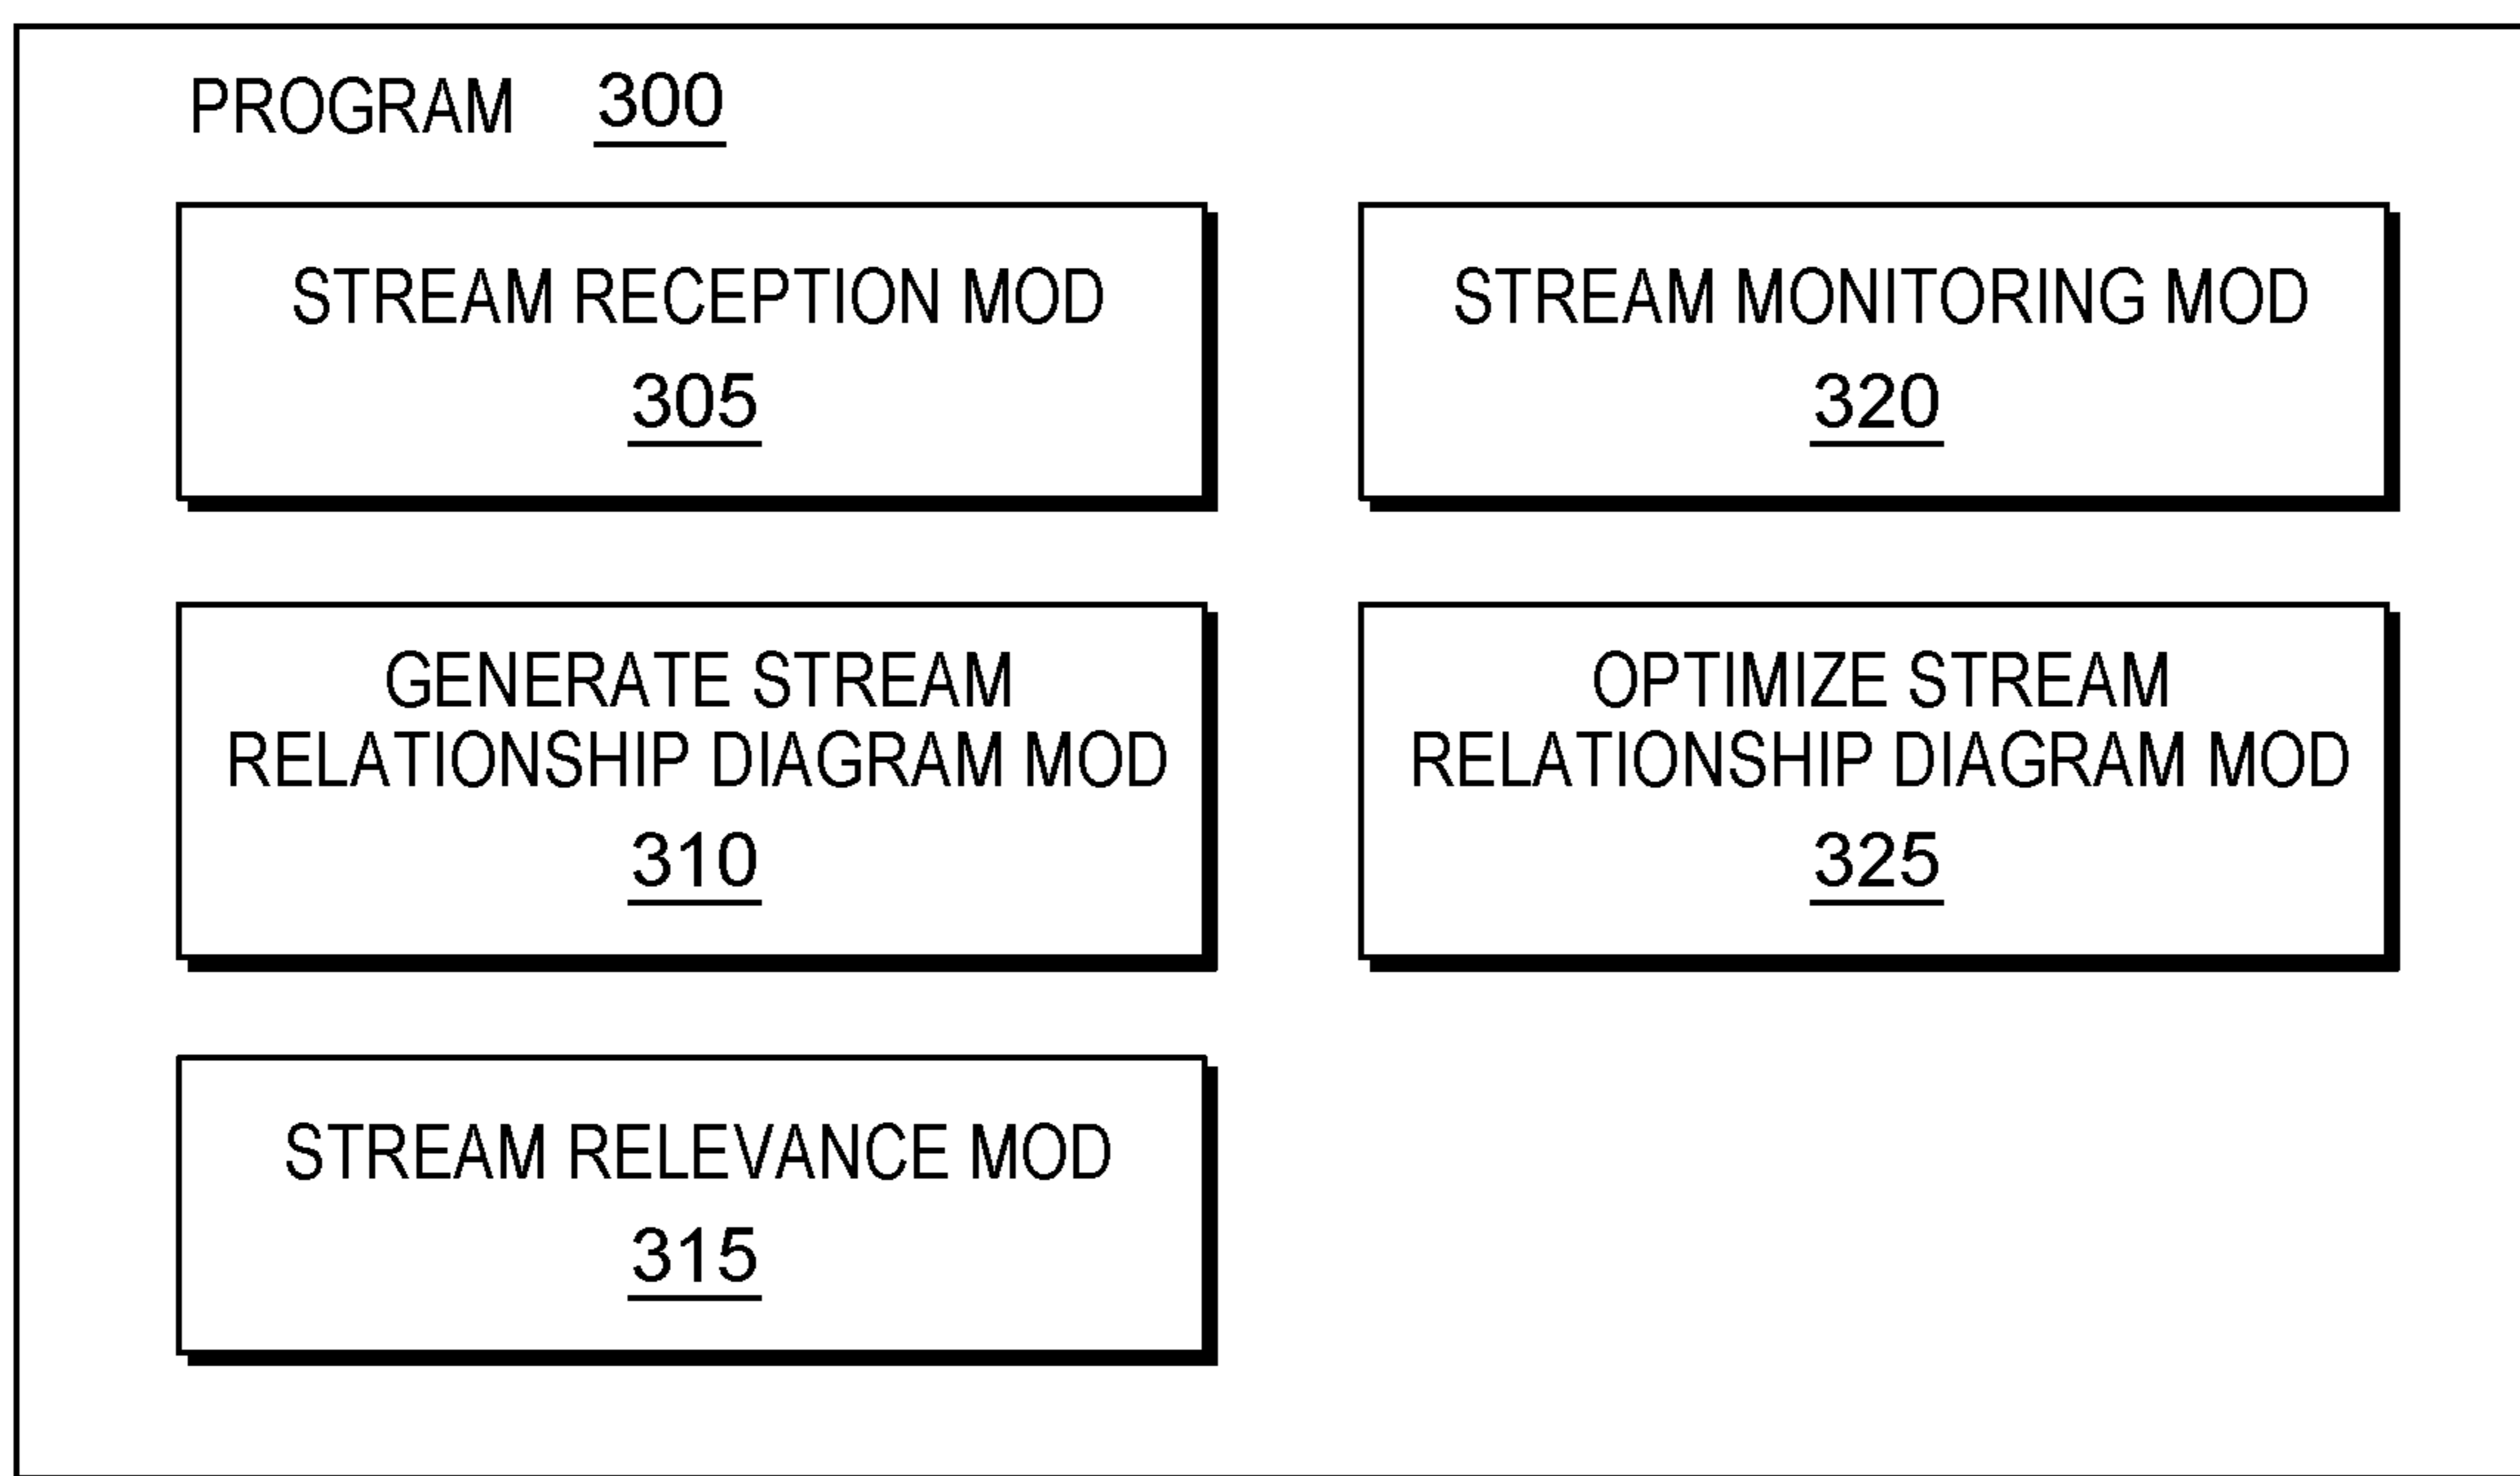 PROGRAM 300
STREAM RECEPTION MOD
305
GENERATE STREAM
RELATIONSHIP DIAGRAM MOD
310
STREAM RELEVANCE MOD
315
STREAM MONITORING MOD
320
OPTIMIZE STREAM
RELATIONSHIP DIAGRAM MOD
325